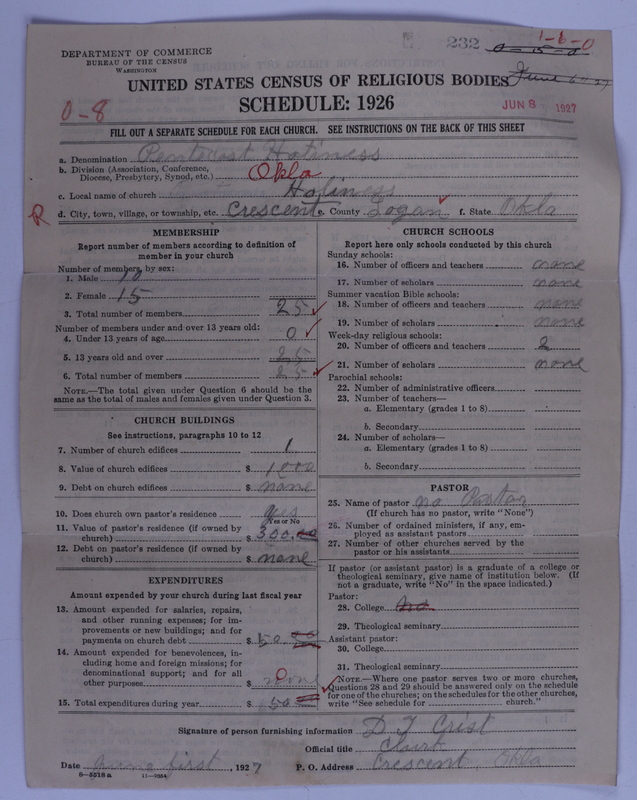 232
1-6-0
0-5-0
DEPARTMENT OF COMMERCE
BUREAU OF THE CENSUS
WASHINGTON
UNITED STATES CENSUS OF RELIGIOUS BODIES
SCHEDULE: 1926
JUN 8 1927
0-8
FILL OUT A SEPARATE SCHEDULE FOR EACH CHURCH. SEE INSTRUCTIONS ON THE BACK OF THIS SHEET
a. Denomination Pentecost Holiness
b. Division (Association, Conference, Diocese, Presbytery, Synod, etc.) Okla
c. Local name of church Holiness
R
d. City, town, village, or township, etc. Crescent e. County Logan f. State Okla
MEMBERSHIP
Report number of members according to definition of
member in your church
Number of members, by sex:
1. Male 10
2. Female 15
3. Total number of members 25
Number of members under and over 13 years old:
4. Under 13 years of age 0
5. 13 years old and over 25
6. Total number of members 25
NOTE.—The total given under Question 6 should be
same as the total of males and females given under Question 3.
CHURCH BUILDINGS
See instructions, paragraphs 10 to 12
7. Number of church edifices 1
8. Value of church edifices $ 1000
9. Debt on church edifices $ none
10. Does church own pastor's residence yes
Yes or No
11. Value of pastor's residence (if owned by
church) $ 300.00
12. Debt on pastor's residence (if owned by
church) $ none
EXPENDITURES
Amount expended by your church during last fiscal year
13. Amount expended for salaries, repairs,
and other running expenses; for im-
provements or new buildings; and for
payments on church debt $ 50.00
14. Amount expended for benevolences, in-
cluding home and foreign missions; for
denominational support; and for all
other purposes $ none
15. Total expenditures during year $ 50
CHURCH SCHOOLS
Report here only schools conducted by this church
Sunday schools:
16. Number of officers and teachers none
17. Number of scholars none
Summer vacation Bible schools:
18. Number of officers and teachers none
19. Number of scholars none
Week-day religious schools:
20. Number of officers and teachers 2
21. Number of scholars none
Parochial schools:
22. Number of administrative officers
23. Number of teachers—
a. Elementary (grades 1 to 8)
b. Secondary
24. Number of scholars—
a. Elementary (grades 1 to 8)
b. Secondary
PASTOR
25. Name of pastor no Pastor
(If church has no pastor, write "None")
26. Number of ordained ministers, if any, em-
ployed as assistant pastors
27. Number of other churches served by the
pastor or his assistants
If pastor (or assistant pastor) is a graduate of a college or
theological seminary, give name of institution below. (If
not a graduate, write "No" in the space indicated.)
Pastor:
28. College No
29. Theological seminary
Assistant pastor:
30. College
31. Theological seminary
NOTE.—Where one pastor serves two or more churches,
Questions 28 and 29 should be answered only on the schedule
for one of the churches; on the schedules for the other churches,
write "See schedule for church."
Signature of person furnishing information D T Crist
Official title
Date first, 1927 P. O. Address Crescent, Okla
8-5518a 11-9884